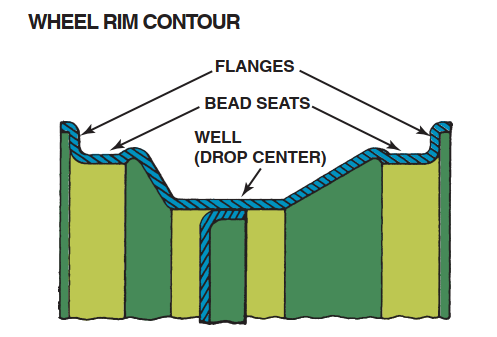 WHEEL RIM CONTOUR
FLANGES
BEAD SEATS
WELL
(DROP CENTER)